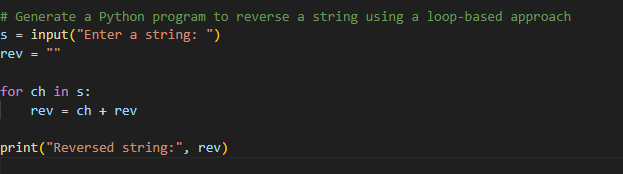 # Generate a Python program to reverse a string using a loop-based approach
s = input("Enter a string: ")
rev = ""

for ch in s:
    rev = ch + rev

print("Reversed string:", rev)